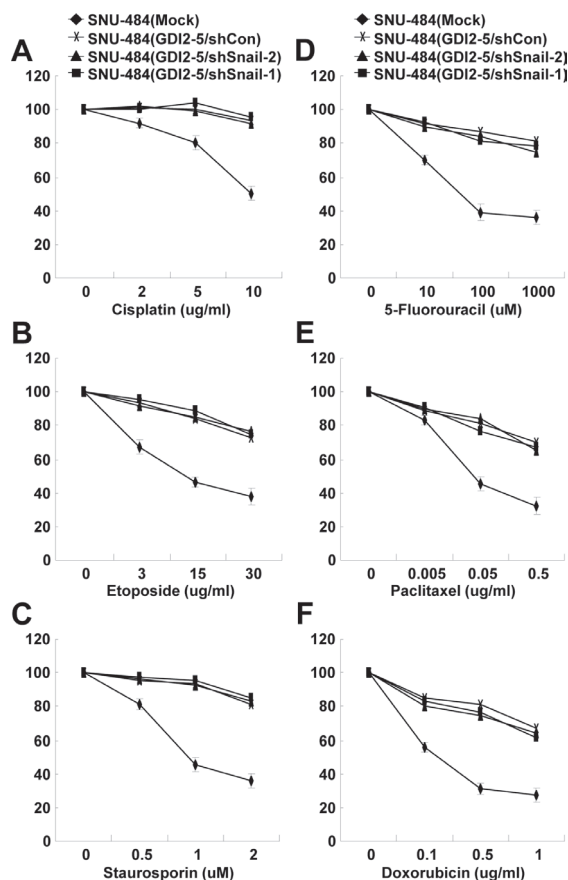 SNU-484(Mock)
SNU-484(GDI2-5/shCon)
SNU-484(GDI2-5/shSnail-2)
SNU-484(GDI2-5/shSnail-1)
A
120
100
80
60
40
20
0
0 2 5 10
Cisplatin (ug/ml)
B
120
100
80
60
40
20
0
0 3 15 30
Etoposide (ug/ml)
C
120
100
80
60
40
20
0
0 0.5 1 2
Staurosporin (uM)
SNU-484(Mock)
SNU-484(GDI2-5/shCon)
SNU-484(GDI2-5/shSnail-2)
SNU-484(GDI2-5/shSnail-1)
D
120
100
80
60
40
20
0
0 10 100 1000
5-Fluorouracil (uM)
E
120
100
80
60
40
20
0
0 0.005 0.05 0.5
Paclitaxel (ug/ml)
F
120
100
80
60
40
20
0
0 0.1 0.5 1
Doxorubicin (ug/ml)